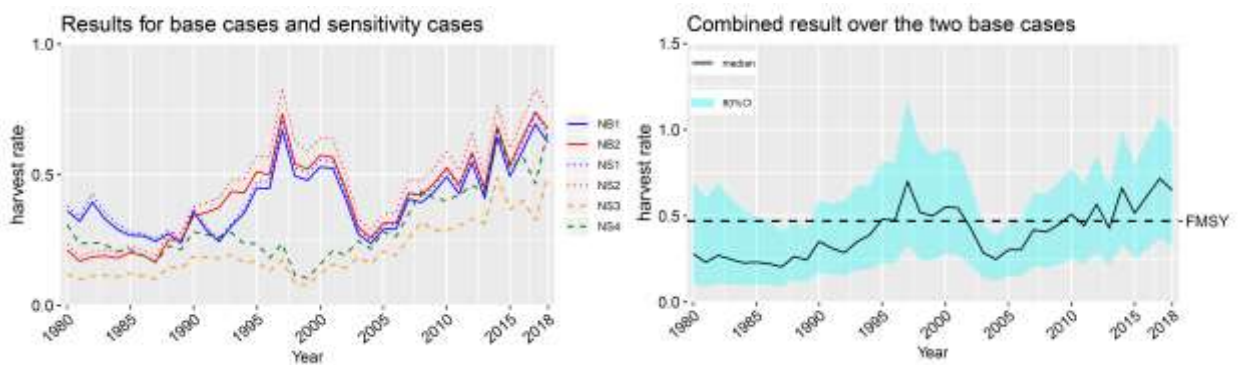 Results for base cases and sensitivity cases
1.0
0.5
0.0
harvest rate
1980
1985
1990
1995
2000
2005
2010
2015
2018
Year
NB1
NB2
NS1
NS2
NS3
NS4
Combined result over the two base cases
1.5
1.0
0.5
0.0
harvest rate
median
80%CI
FMSY
1980
1985
1990
1995
2000
2005
2010
2015
2018
Year